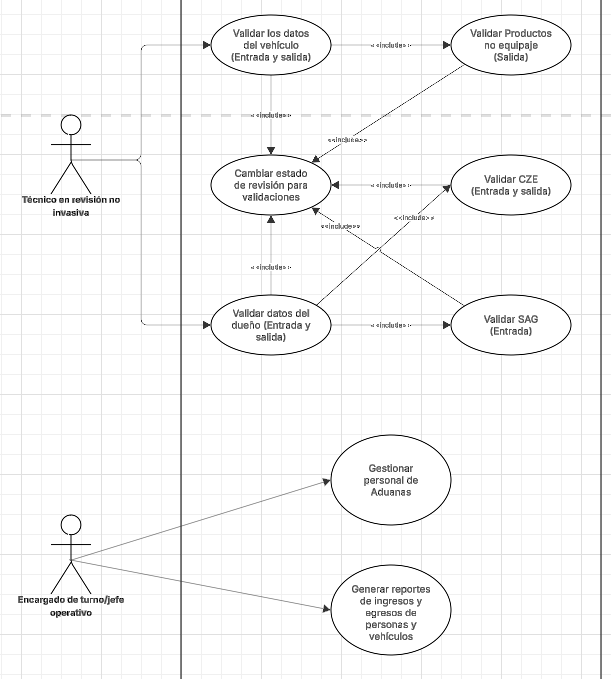 Validar los datos
del vehículo
(Entrada y salida)
<<include>>
Validar Productos
no equipaje
(Salida)
<<include>>
<<include>>
Técnico en revisión no
invasiva
Cambiar estado
de revisión para
validaciones
<<include>>
Validar CZE
(Entrada y salida)
<<include>>
<<include>>
<<include>>
Validar datos del
dueño (Entrada y
salida)
<<include>>
Validar SAG
(Entrada)
Gestionar
personal de
Aduanas
Encargado de turno/jefe
operativo
Generar reportes
de ingresos y
egresos de
personas y
vehículos